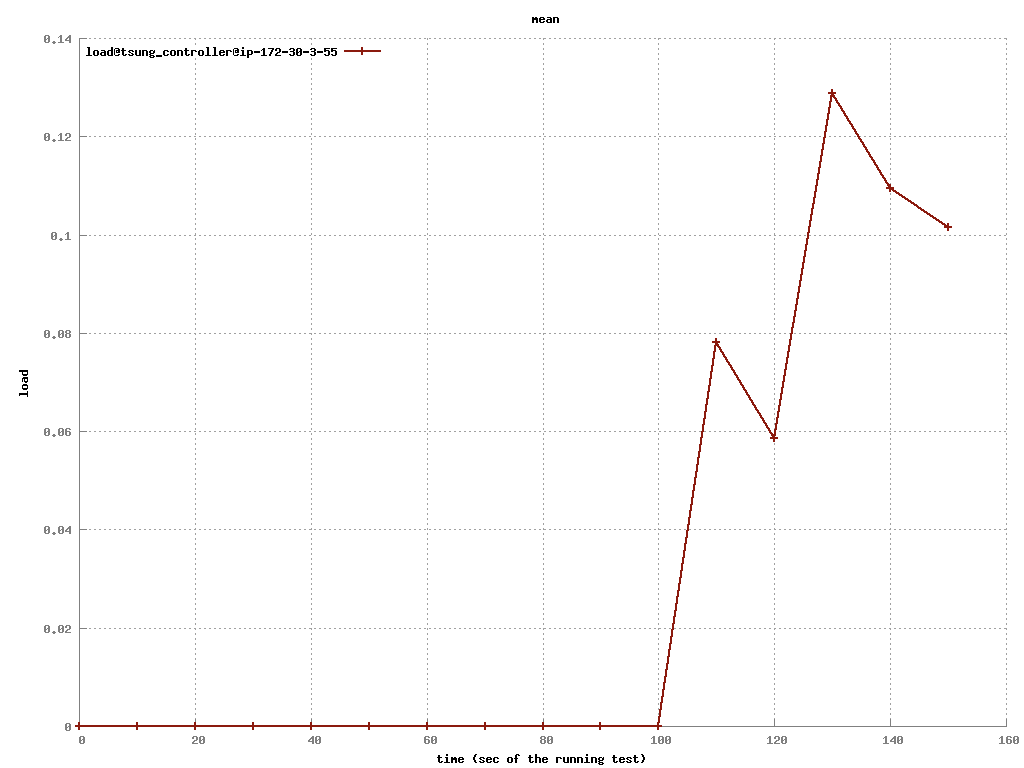 mean
0.14
load@tsung_controller@ip-172-30-3-55
0.12
0.1
0.08
load
0.06
0.04
0.02
0
0 20 40 60 80 100 120 140 160
time (sec of the running test)